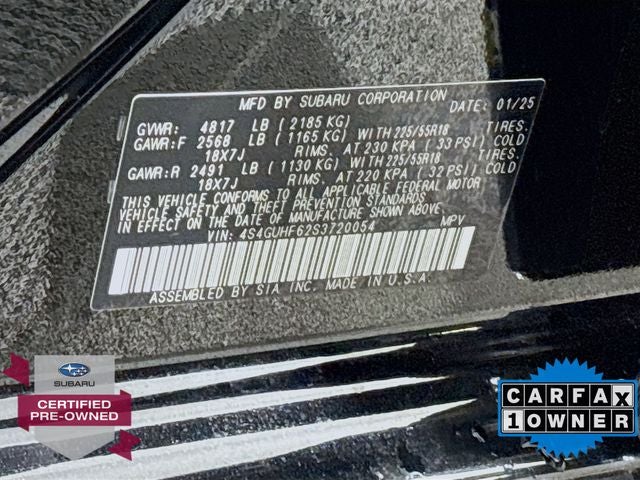 MFD BY SUBARU CORPORATION DATE: 01/25
GVWR: 4817 LB (2185 KG)
GAWR:F 2568 LB (1165 KG) WITH 225/55R18 TIRES.
18X7J RIMS. AT 230 KPA (33 PSI) COLD
GAWR:R 2491 LB (1130 KG) WITH 225/55R18 TIRES.
18X7J RIMS. AT 220 KPA (32 PSI) COLD
THIS VEHICLE CONFORMS TO ALL APPLICABLE FEDERAL MOTOR
VEHICLE SAFETY AND THEFT PREVENTION STANDARDS
IN EFFECT ON THE DATE OF MANUFACTURE SHOWN ABOVE.
VIN: 4S4GUHF62S3720054 MPV
ASSEMBLED BY SIA INC. MADE IN U.S.A.
SUBARU
CERTIFIED
PRE-OWNED
CARFAX
1 OWNER